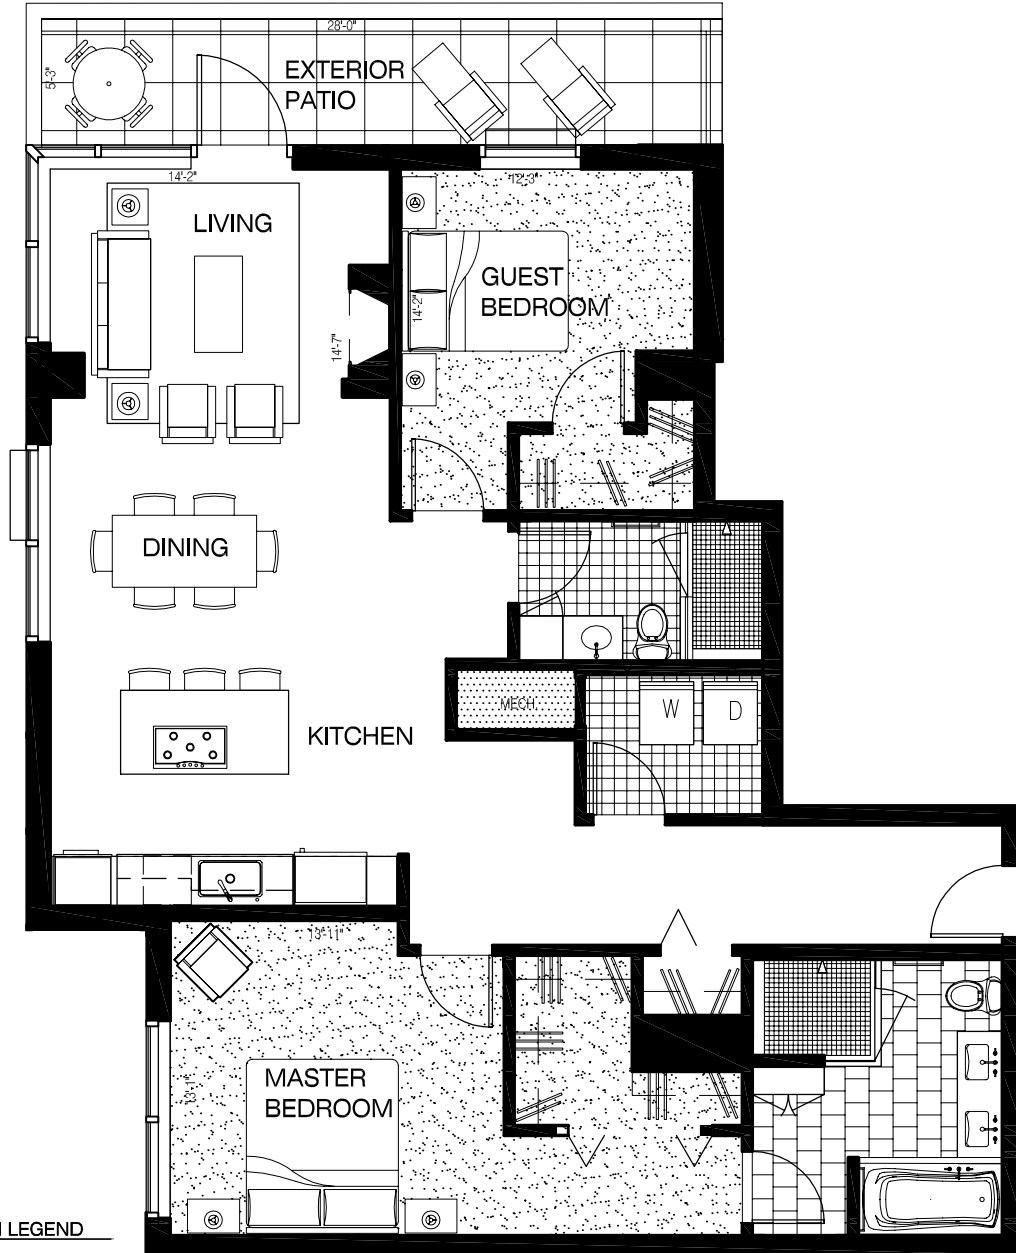 28'-0"
5'-3"
EXTERIOR
PATIO
14'-2"
12'-3"
LIVING
GUEST
BEDROOM
14'-2"
14'-7"
DINING
MECH.
W
D
KITCHEN
13'-11"
MASTER
BEDROOM
13'-1"
LEGEND